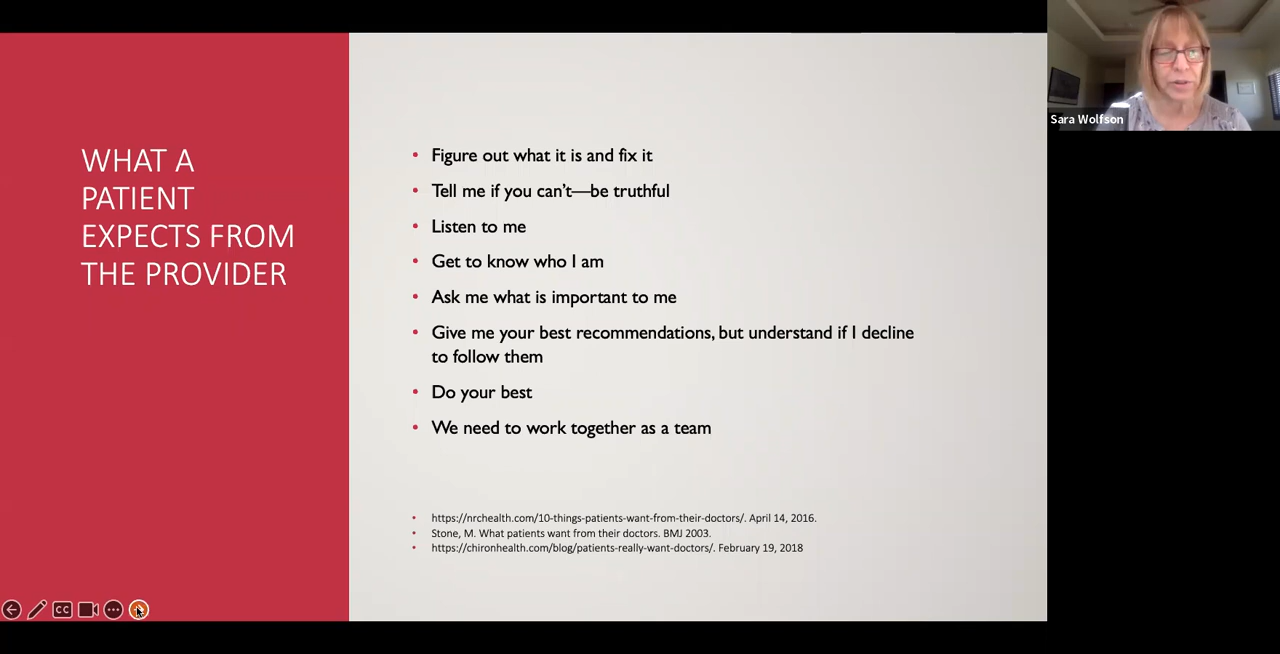 WHAT A
PATIENT
EXPECTS FROM
THE PROVIDER
• Figure out what it is and fix it
• Tell me if you can’t—be truthful
• Listen to me
• Get to know who I am
• Ask me what is important to me
• Give me your best recommendations, but understand if I decline
to follow them
• Do your best
• We need to work together as a team
• https://nrchealth.com/10-things-patients-want-from-their-doctors/. April 14, 2016.
• Stone, M. What patients want from their doctors. BMJ 2003.
• https://chironhealth.com/blog/patients-really-want-doctors/. February 19, 2018
Sara Wolfson
CC